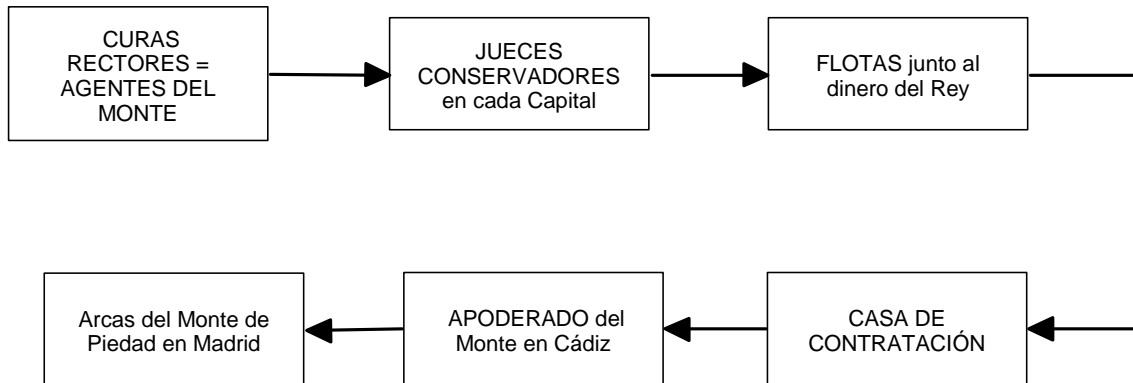 CURAS
RECTORES =
AGENTES DEL
MONTE
JUECES
CONSERVADORES
en cada Capital
FLOTAS junto al
dinero del Rey
CASA DE
CONTRATACIÓN
APODERADO del
Monte en Cádiz
Arcas del Monte de
Piedad en Madrid